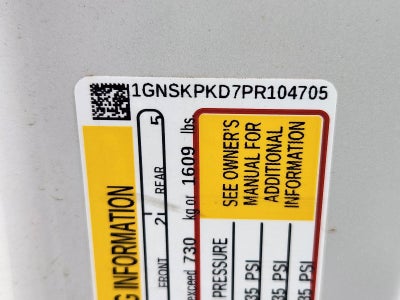 1GNSKPKD7PR104705
SEE OWNER'S
MANUAL FOR
ADDITIONAL
INFORMATION
INFORMATION
FRONT 2
REAR 5
exceed 730 kg or 1609 lbs.
PRESSURE
35 PSI
35 PSI
35 PSI